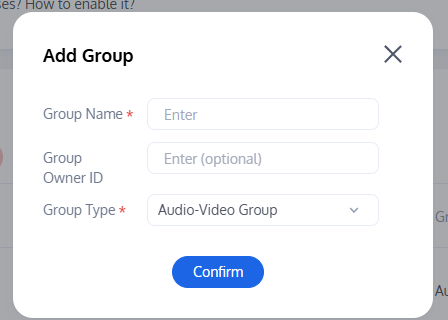 ses? How to enable it?
Add Group
Group Name *
Enter
Group
Owner ID
Enter (optional)
Group Type *
Audio-Video Group
Gr
Confirm
Au